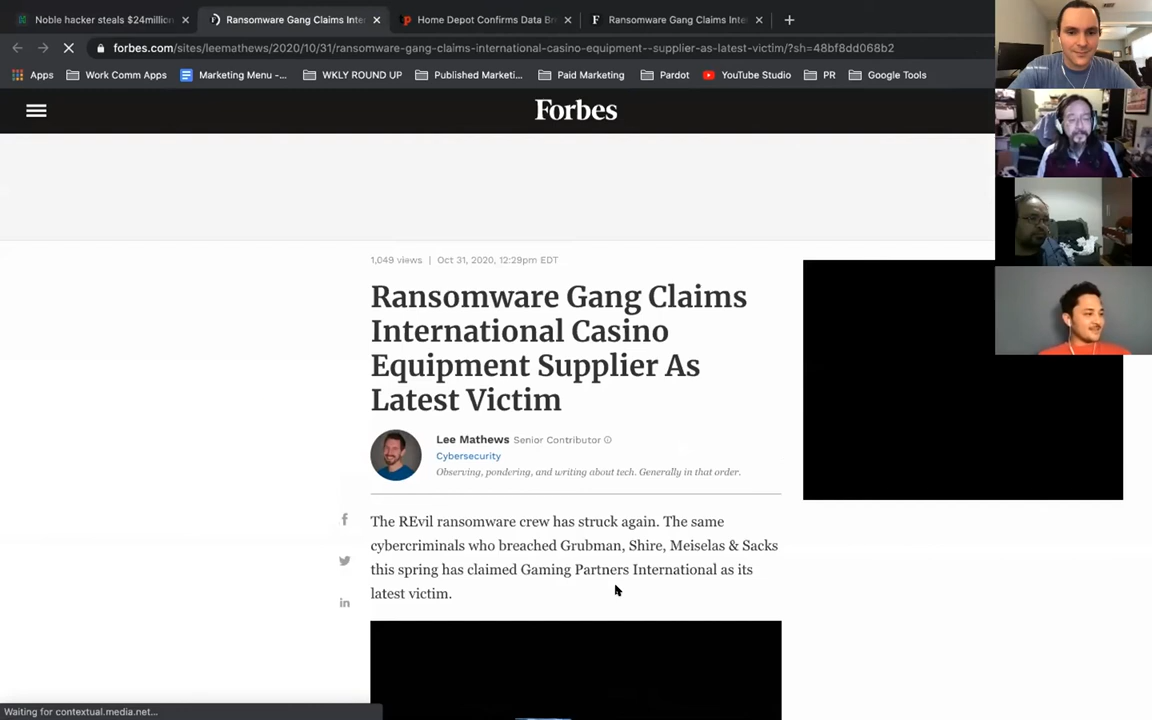 Noble hacker steals $24million
Ransomware Gang Claims Inte
Home Depot Confirms Data Br
Ransomware Gang Claims Inte
forbes.com/sites/leemathews/2020/10/31/ransomware-gang-claims-international-casino-equipment--supplier-as-latest-victim/?sh=48bf8dd068b2
Apps Work Comm Apps Marketing Menu -... WKLY ROUND UP Published Marketi... Paid Marketing Pardot YouTube Studio PR Google Tools
Forbes
1,049 views | Oct 31, 2020, 12:29pm EDT
Ransomware Gang Claims
International Casino
Equipment Supplier As
Latest Victim
Lee Mathews Senior Contributor
Cybersecurity
Observing, pondering, and writing about tech. Generally in that order.
The REvil ransomware crew has struck again. The same
cybercriminals who breached Grubman, Shire, Meiselas & Sacks
this spring has claimed Gaming Partners International as its
latest victim.
Waiting for contextual.media.net...